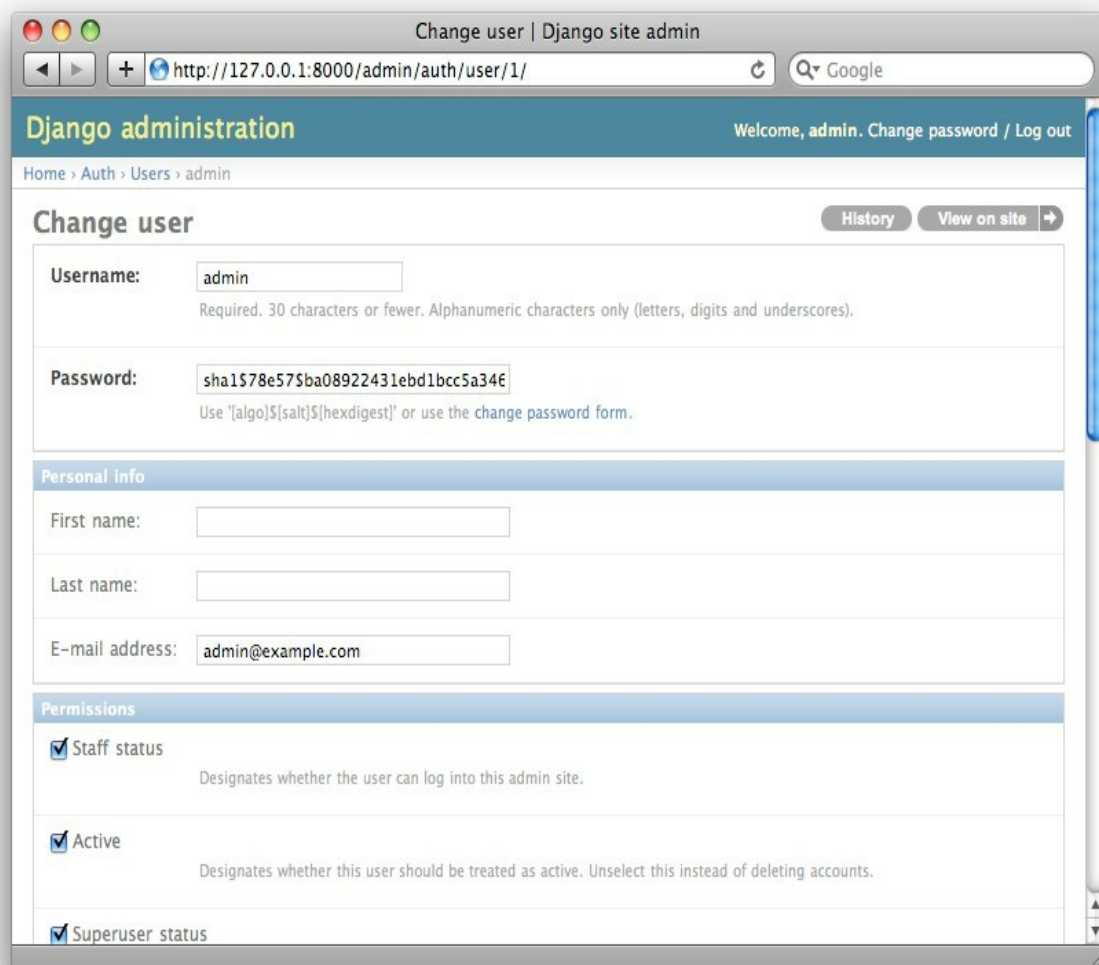 Change user | Django site admin
http://127.0.0.1:8000/admin/auth/user/1/
Google
Django administration
Welcome, admin. Change password / Log out
Home › Auth › Users › admin
Change user
History
View on site
Username:
admin
Required. 30 characters or fewer. Alphanumeric characters only (letters, digits and underscores).
Password:
sha1$78e57$ba08922431ebd1bcc5a346
Use '[algo]$[salt]$[hexdigest]' or use the change password form.
Personal info
First name:
Last name:
E-mail address:
admin@example.com
Permissions
Staff status
Designates whether the user can log into this admin site.
Active
Designates whether this user should be treated as active. Unselect this instead of deleting accounts.
Superuser status